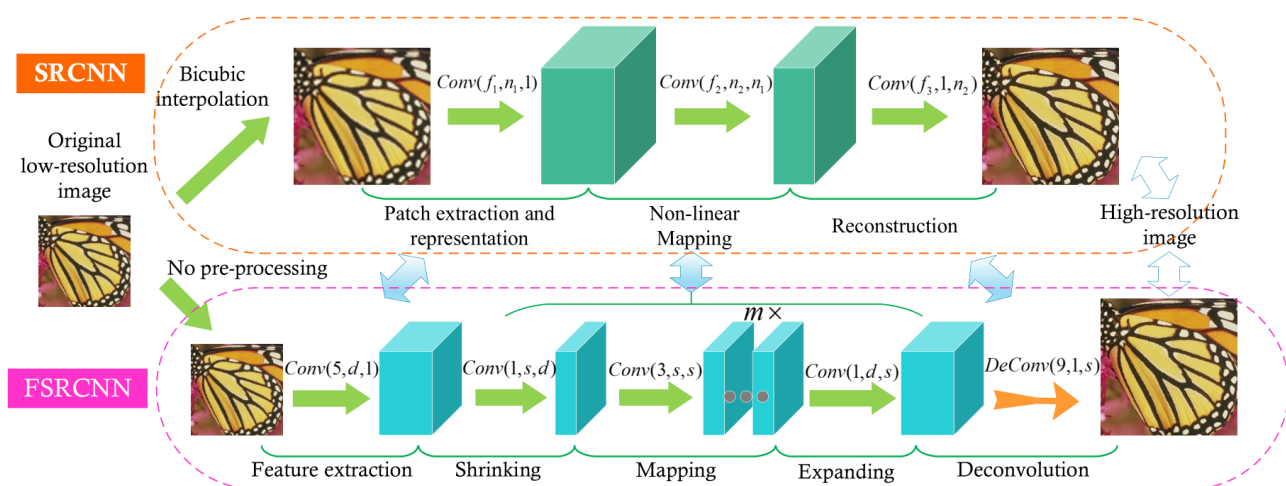 SRCNN
Bicubic
interpolation
Original
low-resolution
image
Conv(f₁,n₁,1)
Conv(f₂,n₂,n₁)
Conv(f₃,1,n₂)
Patch extraction and
representation
Non-linear
Mapping
Reconstruction
High-resolution
image
No pre-processing
m×
FSRCNN
Conv(5,d,1)
Conv(1,s,d)
Conv(3,s,s)
Conv(1,d,s)
DeConv(9,1,s)
Feature extraction
Shrinking
Mapping
Expanding
Deconvolution